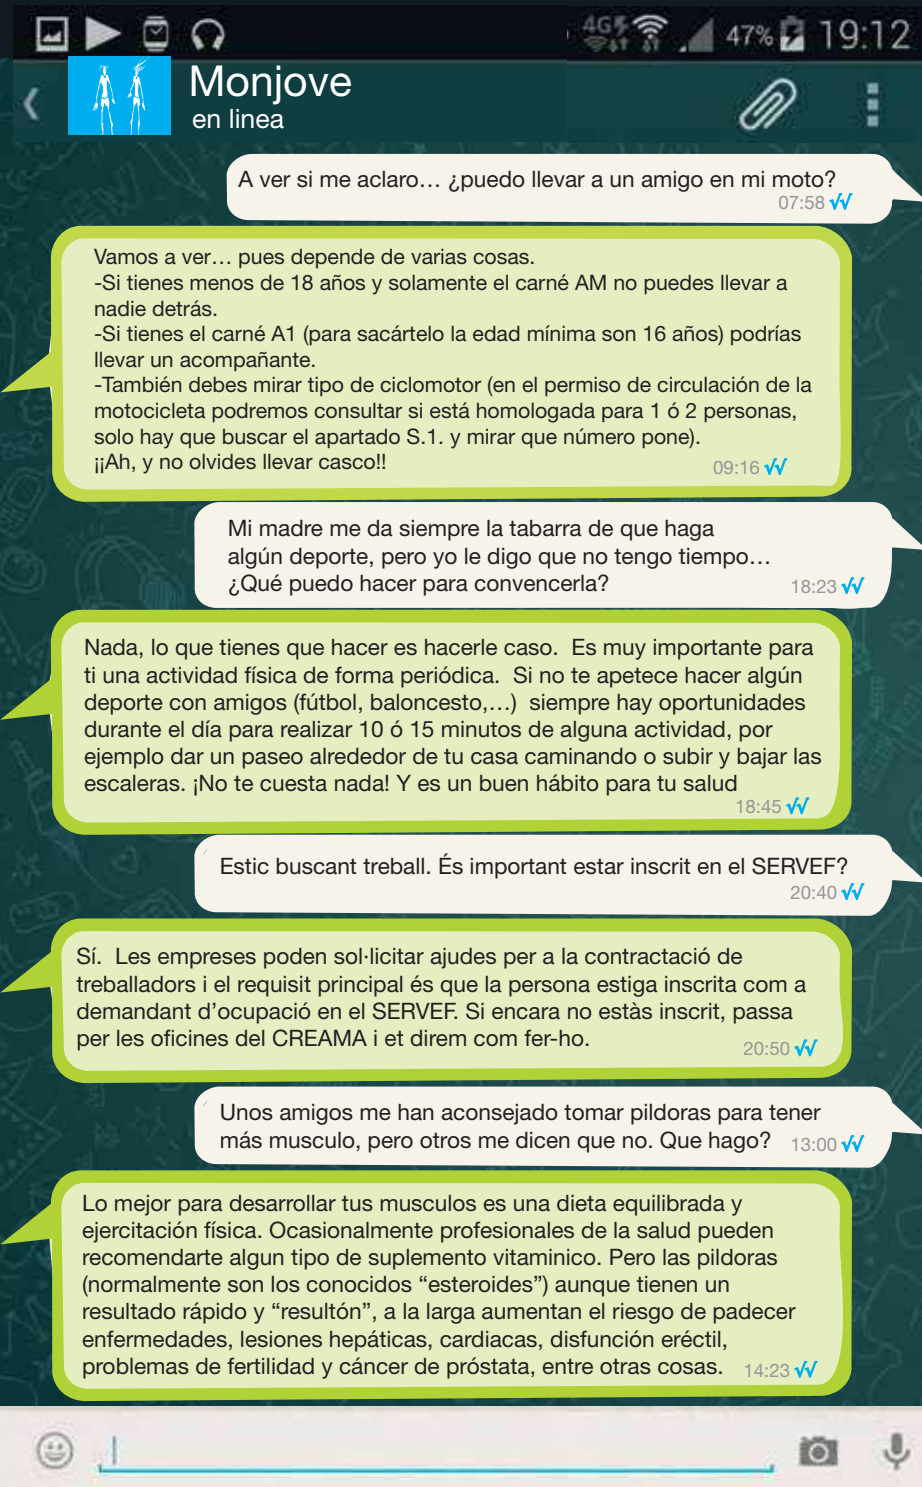 4G 47% 19:12
Monjove
en linea
A ver si me aclaro… ¿puedo llevar a un amigo en mi moto?
07:58
Vamos a ver… pues depende de varias cosas.
-Si tienes menos de 18 años y solamente el carné AM no puedes llevar a
nadie detrás.
-Si tienes el carné A1 (para sacártelo la edad mínima son 16 años) podrías
llevar un acompañante.
-También debes mirar tipo de ciclomotor (en el permiso de circulación de la
motocicleta podremos consultar si está homologada para 1 ó 2 personas,
solo hay que buscar el apartado S.1. y mirar que número pone).
¡¡Ah, y no olvides llevar casco!!
09:16
Mi madre me da siempre la tabarra de que haga
algún deporte, pero yo le digo que no tengo tiempo…
¿Qué puedo hacer para convencerla?
18:23
Nada, lo que tienes que hacer es hacerle caso.  Es muy importante para
ti una actividad física de forma periódica.  Si no te apetece hacer algún
deporte con amigos (fútbol, baloncesto,…)  siempre hay oportunidades
durante el día para realizar 10 ó 15 minutos de alguna actividad, por
ejemplo dar un paseo alrededor de tu casa caminando o subir y bajar las
escaleras. ¡No te cuesta nada! Y es un buen hábito para tu salud
18:45
Estic buscant treball. És important estar inscrit en el SERVEF?
20:40
Sí.  Les empreses poden sol·licitar ajudes per a la contractació de
treballadors i el requisit principal és que la persona estiga inscrita com a
demandant d’ocupació en el SERVEF. Si encara no estàs inscrit, passa
per les oficines del CREAMA i et direm com fer-ho.
20:50
Unos amigos me han aconsejado tomar pildoras para tener
más musculo, pero otros me dicen que no. Que hago?
13:00
Lo mejor para desarrollar tus musculos es una dieta equilibrada y
ejercitación física. Ocasionalmente profesionales de la salud pueden
recomendarte algun tipo de suplemento vitaminico. Pero las pildoras
(normalmente son los conocidos “esteroides”) aunque tienen un
resultado rápido y “resultón”, a la larga aumentan el riesgo de padecer
enfermedades, lesiones hepáticas, cardiacas, disfunción eréctil,
problemas de fertilidad y cáncer de próstata, entre otras cosas.
14:23